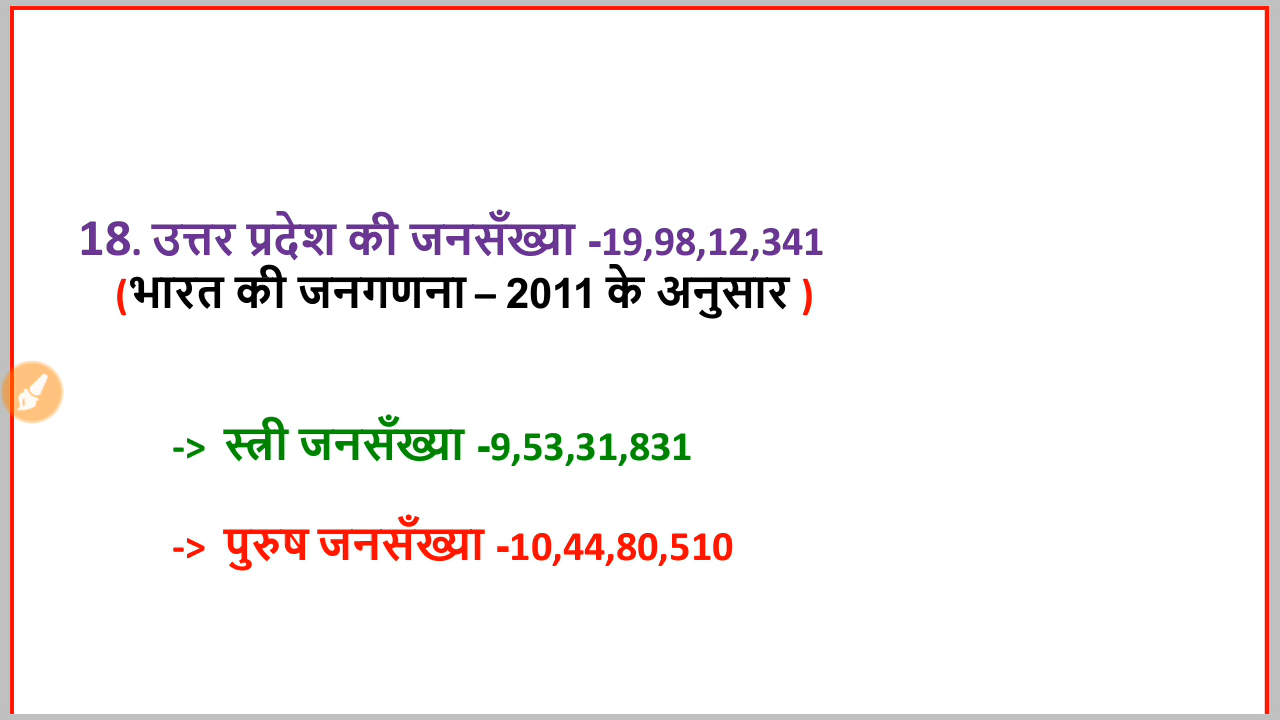 18. उत्तर प्रदेश की जनसँख्या -19,98,12,341
(भारत की जनगणना – 2011 के अनुसार )
-> स्त्री जनसँख्या -9,53,31,831
-> पुरुष जनसँख्या -10,44,80,510